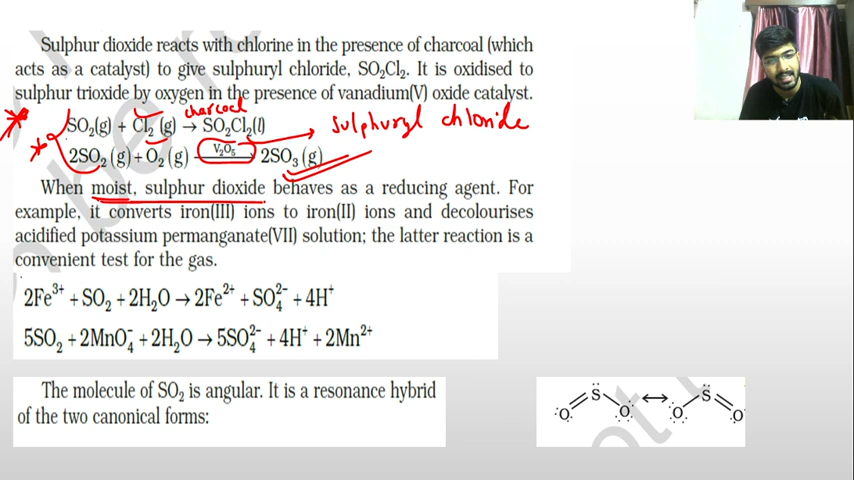 Sulphur dioxide reacts with chlorine in the presence of charcoal (which
acts as a catalyst) to give sulphuryl chloride, SO₂Cl₂. It is oxidised to
sulphur trioxide by oxygen in the presence of vanadium(V) oxide catalyst.
charcoal
SO₂(g) + Cl₂ (g) → SO₂Cl₂(l)
sulphuryl chloride
2SO₂ (g) + O₂ (g) V₂O₅ 2SO₃ (g)
When moist, sulphur dioxide behaves as a reducing agent. For
example, it converts iron(III) ions to iron(II) ions and decolourises
acidified potassium permanganate(VII) solution; the latter reaction is a
convenient test for the gas.
2Fe³⁺ + SO₂ + 2H₂O → 2Fe²⁺ + SO₄²⁻ + 4H⁺
5SO₂ + 2MnO₄⁻ + 2H₂O → 5SO₄²⁻ + 4H⁺ + 2Mn²⁺
The molecule of SO₂ is angular. It is a resonance hybrid
of the two canonical forms:
O S O ↔ O S O